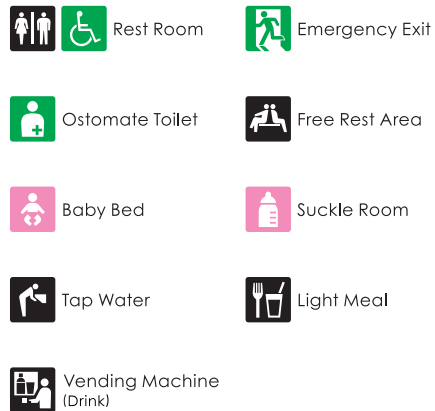 Rest Room
Emergency Exit
Ostomate Toilet
Free Rest Area
Baby Bed
Suckle Room
Tap Water
Light Meal
Vending Machine
(Drink)